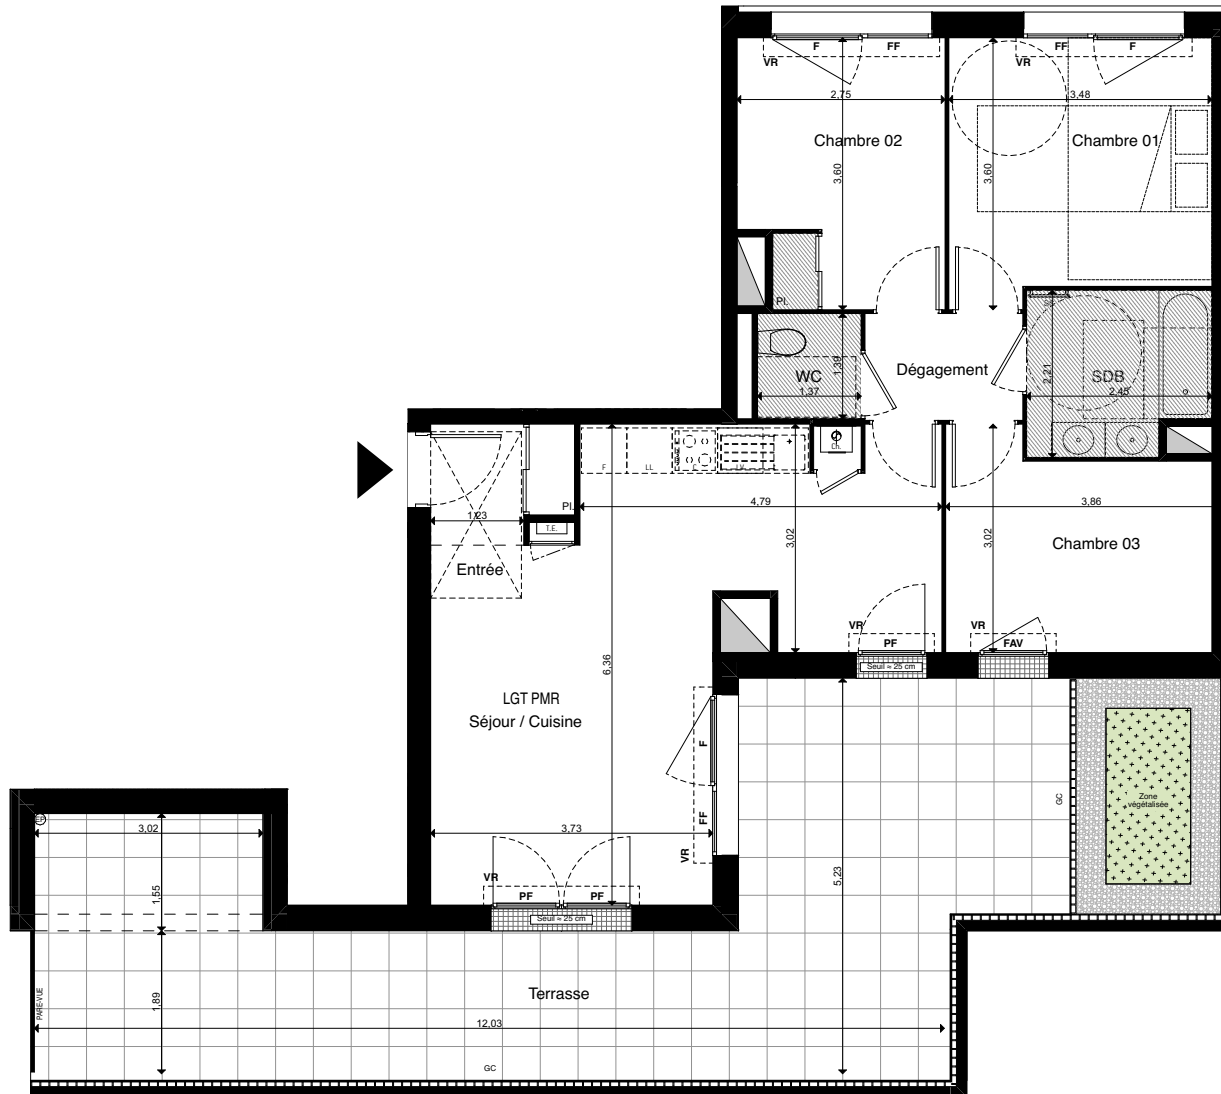 F
FF
FF
F
VR
VR
2,75
3,48
Chambre 02
Chambre 01
3,60
3,60
Pl.
WC
1,39
1,37
Dégagement
SDB
2,21
2,45
F
LL
C
LV
Ch.
Pl.
1,23
T.E.
Entrée
4,79
3,02
3,86
3,02
Chambre 03
VR
PF
VR
FAV
Seuil ≈ 25 cm
6,36
LGT PMR
Séjour / Cuisine
F
FF
VR
3,73
VR
PF
PF
Seuil ≈ 25 cm
GC
Zone
végétalisée
5,23
3,02
1,55
1,89
PARE-VUE
Terrasse
12,03
GC